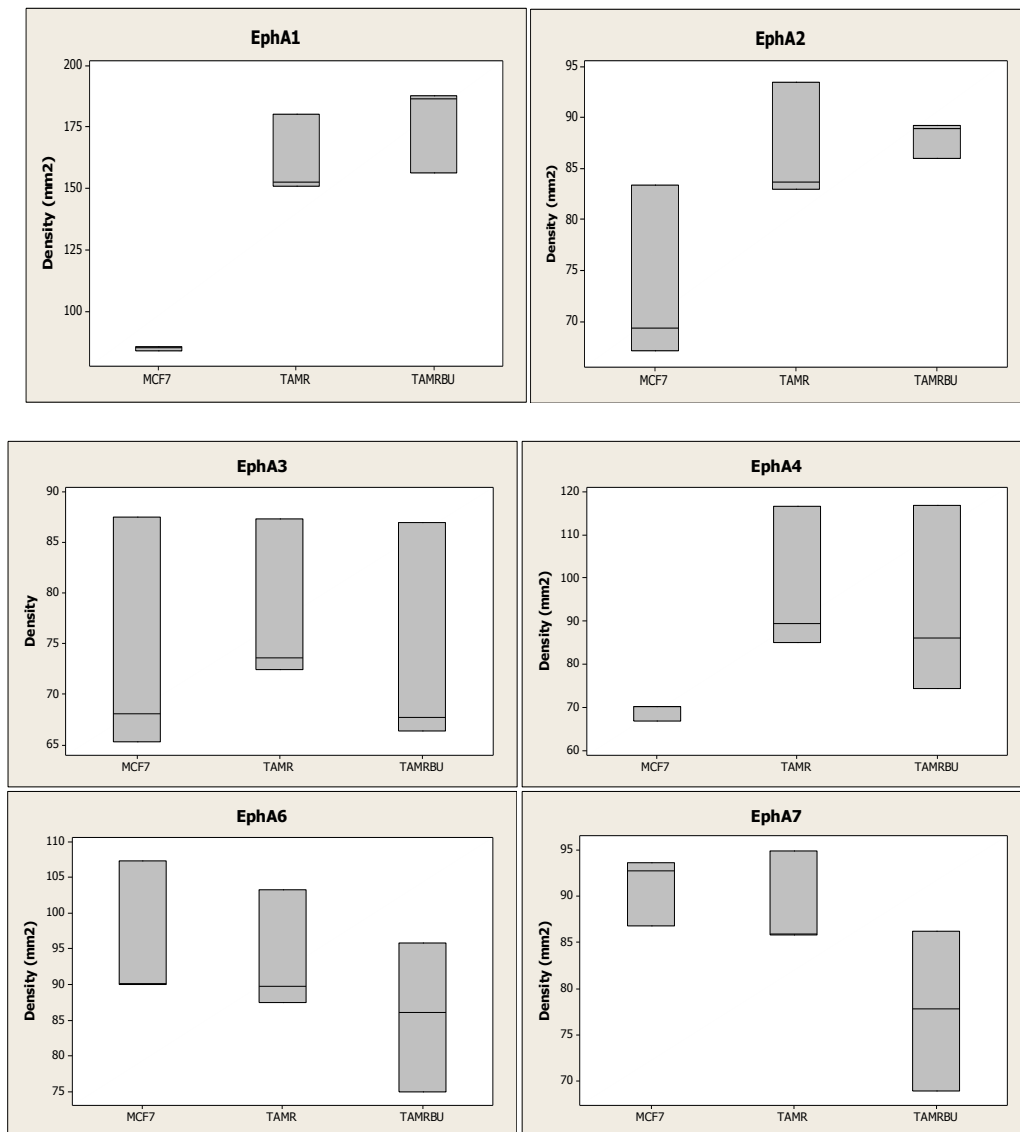 EphA1
Density (mm2)
200
175
150
125
100
MCF7 TAMR TAMRBU
EphA2
Density (mm2)
95
90
85
80
75
70
MCF7 TAMR TAMRBU
EphA3
Density
90
85
80
75
70
65
MCF7 TAMR TAMRBU
EphA4
Density (mm2)
120
110
100
90
80
70
60
MCF7 TAMR TAMRBU
EphA6
Density (mm2)
110
105
100
95
90
85
80
75
MCF7 TAMR TAMRBU
EphA7
Density (mm2)
95
90
85
80
75
70
MCF7 TAMR TAMRBU